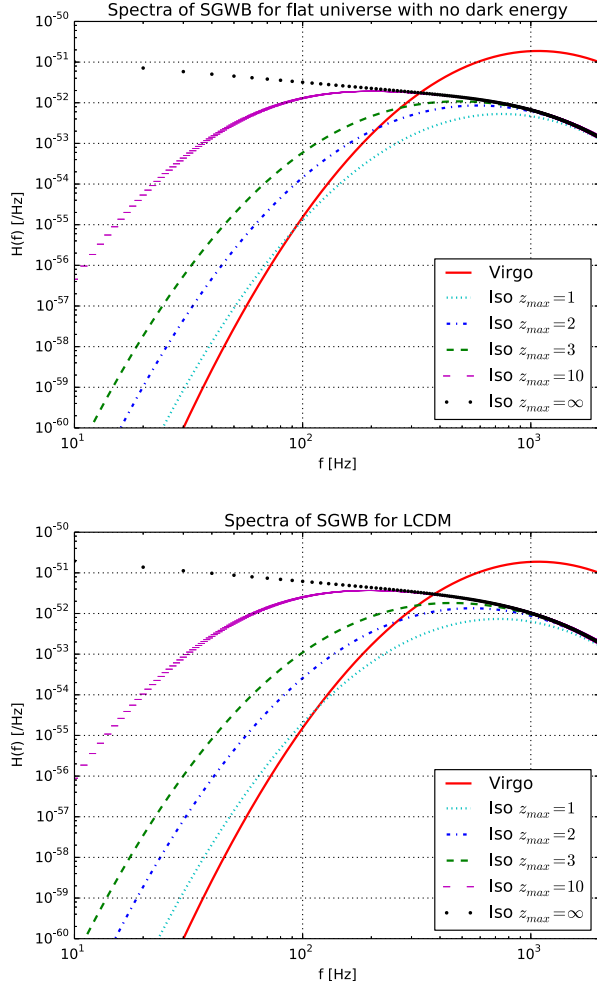 Spectra of SGWB for flat universe with no dark energy
H(f) [/Hz]
10^-50
10^-51
10^-52
10^-53
10^-54
10^-55
10^-56
10^-57
10^-58
10^-59
10^-60
Virgo
Iso z_max=1
Iso z_max=2
Iso z_max=3
Iso z_max=10
Iso z_max=∞
10^1 10^2 10^3
f [Hz]
Spectra of SGWB for LCDM
H(f) [/Hz]
10^-50
10^-51
10^-52
10^-53
10^-54
10^-55
10^-56
10^-57
10^-58
10^-59
10^-60
Virgo
Iso z_max=1
Iso z_max=2
Iso z_max=3
Iso z_max=10
Iso z_max=∞
10^1 10^2 10^3
f [Hz]